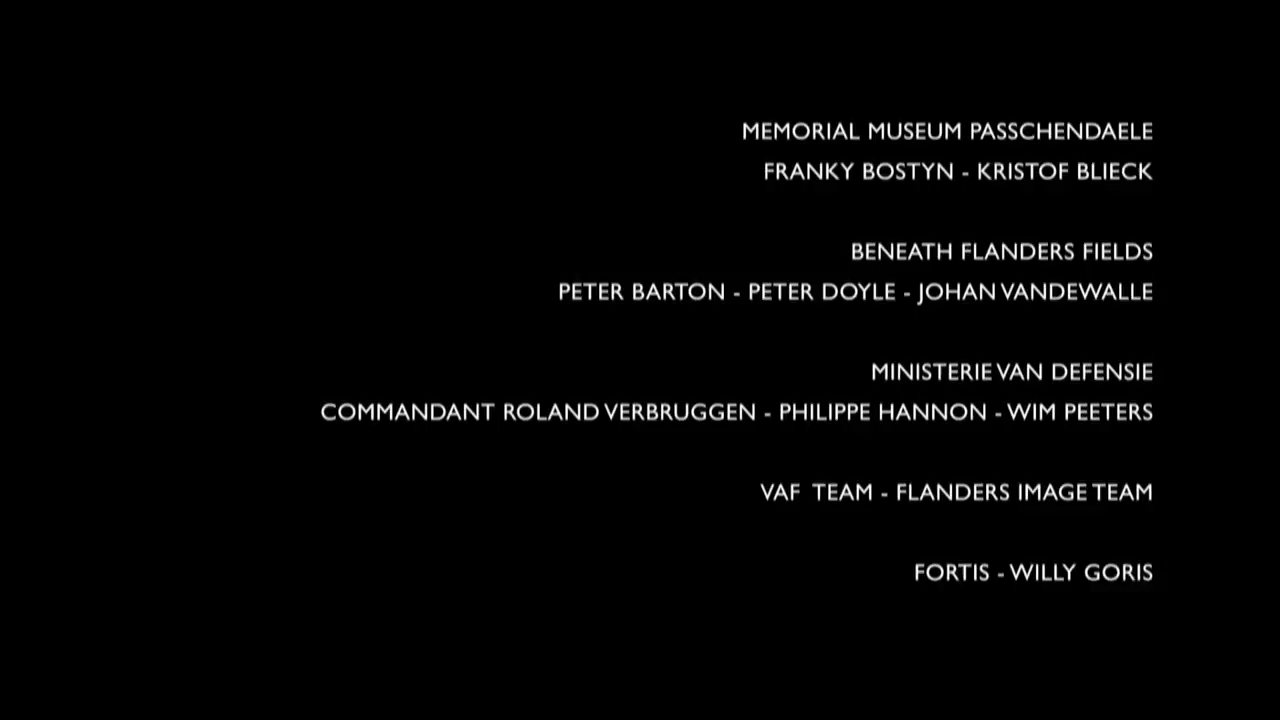 MEMORIAL MUSEUM PASSCHENDAELE
FRANKY BOSTYN - KRISTOF BLIECK
BENEATH FLANDERS FIELDS
PETER BARTON - PETER DOYLE - JOHAN VANDEWALLE
MINISTERIE VAN DEFENSIE
COMMANDANT ROLAND VERBRUGGEN - PHILIPPE HANNON - WIM PEETERS
VAF TEAM - FLANDERS IMAGE TEAM
FORTIS - WILLY GORIS